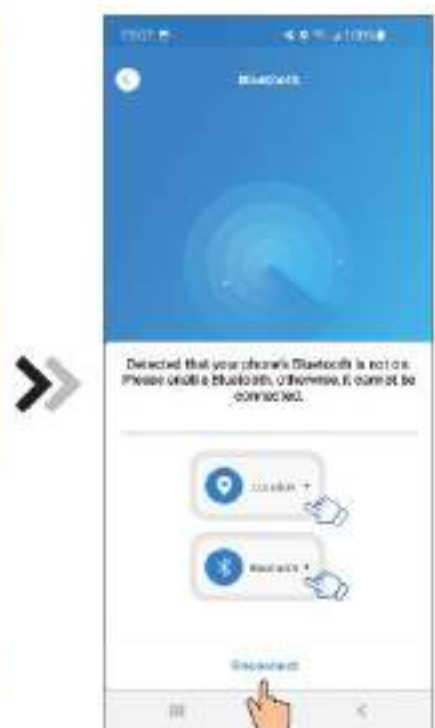 Bluetooth
Detected that your phone's Bluetooth is not on.
Please enable Bluetooth, otherwise, it cannot be
connected.
Location
Bluetooth
Reconnect